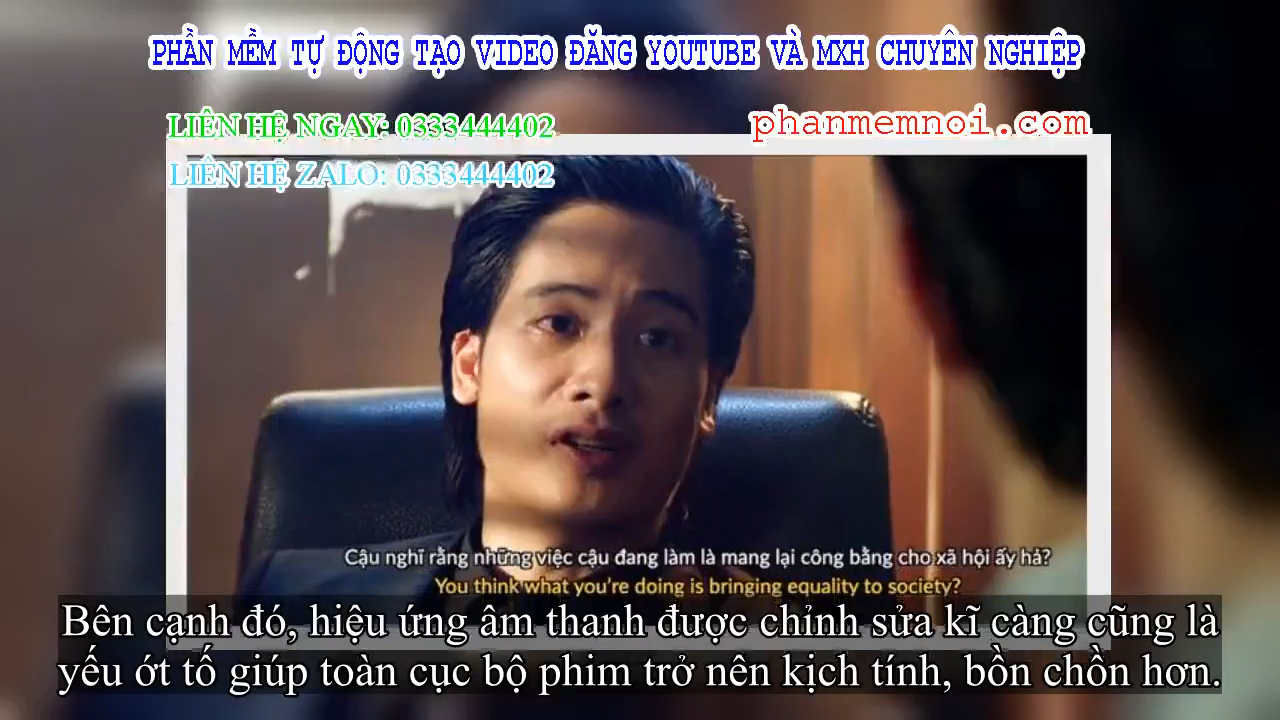 PHẦN MỀM TỰ ĐỘNG TẠO VIDEO ĐĂNG YOUTUBE VÀ MXH CHUYÊN NGHIỆP
LIÊN HỆ NGAY: 0333444402
phanmemnoi.com
LIÊN HỆ ZALO: 0333444402
Cậu nghĩ rằng những việc cậu đang làm là mang lại công bằng cho xã hội ấy hả?
You think what you're doing is bringing equality to society?
Bên cạnh đó, hiệu ứng âm thanh được chỉnh sửa kĩ càng cũng là
yếu ớt tố giúp toàn cục bộ phim trở nên kịch tính, bồn chồn hơn.